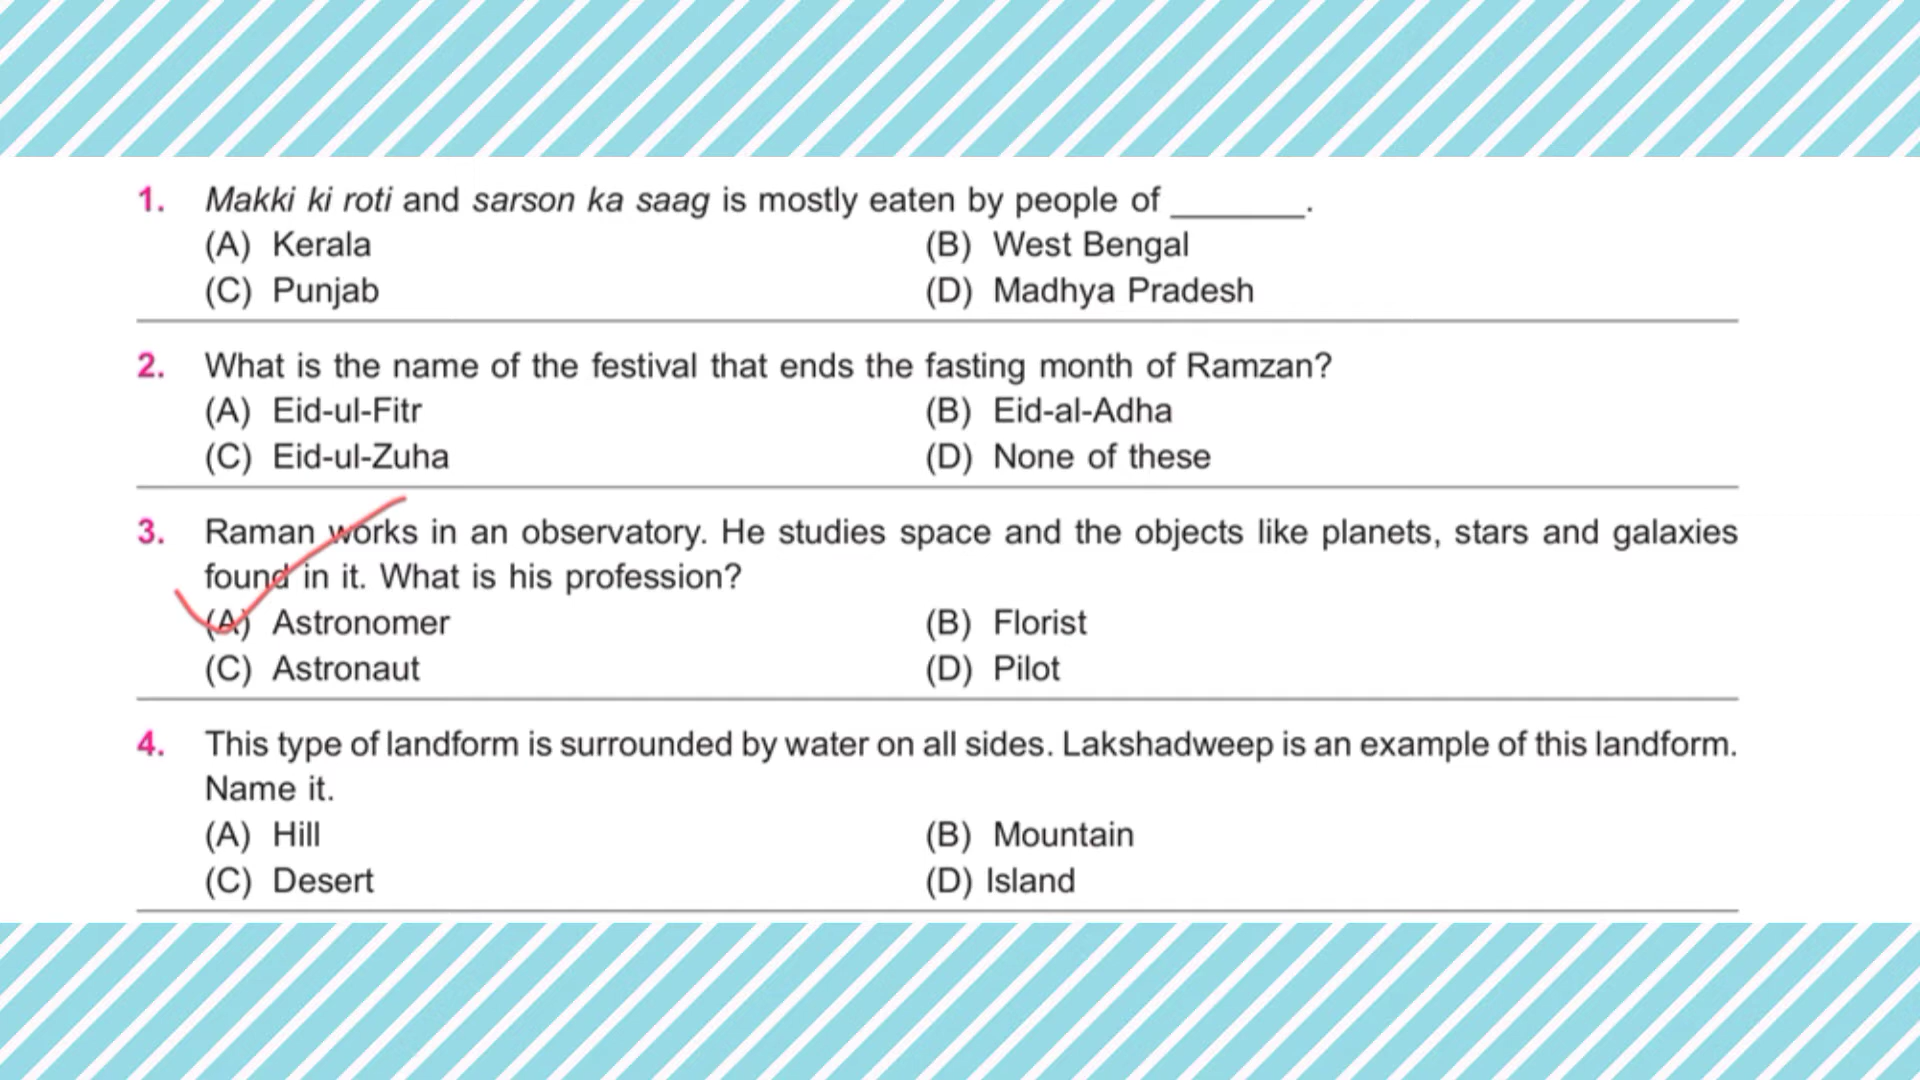 1. Makki ki roti and sarson ka saag is mostly eaten by people of _______.
(A) Kerala (B) West Bengal
(C) Punjab (D) Madhya Pradesh
2. What is the name of the festival that ends the fasting month of Ramzan?
(A) Eid-ul-Fitr (B) Eid-al-Adha
(C) Eid-ul-Zuha (D) None of these
3. Raman works in an observatory. He studies space and the objects like planets, stars and galaxies
found in it. What is his profession?
(A) Astronomer (B) Florist
(C) Astronaut (D) Pilot
4. This type of landform is surrounded by water on all sides. Lakshadweep is an example of this landform.
Name it.
(A) Hill (B) Mountain
(C) Desert (D) Island